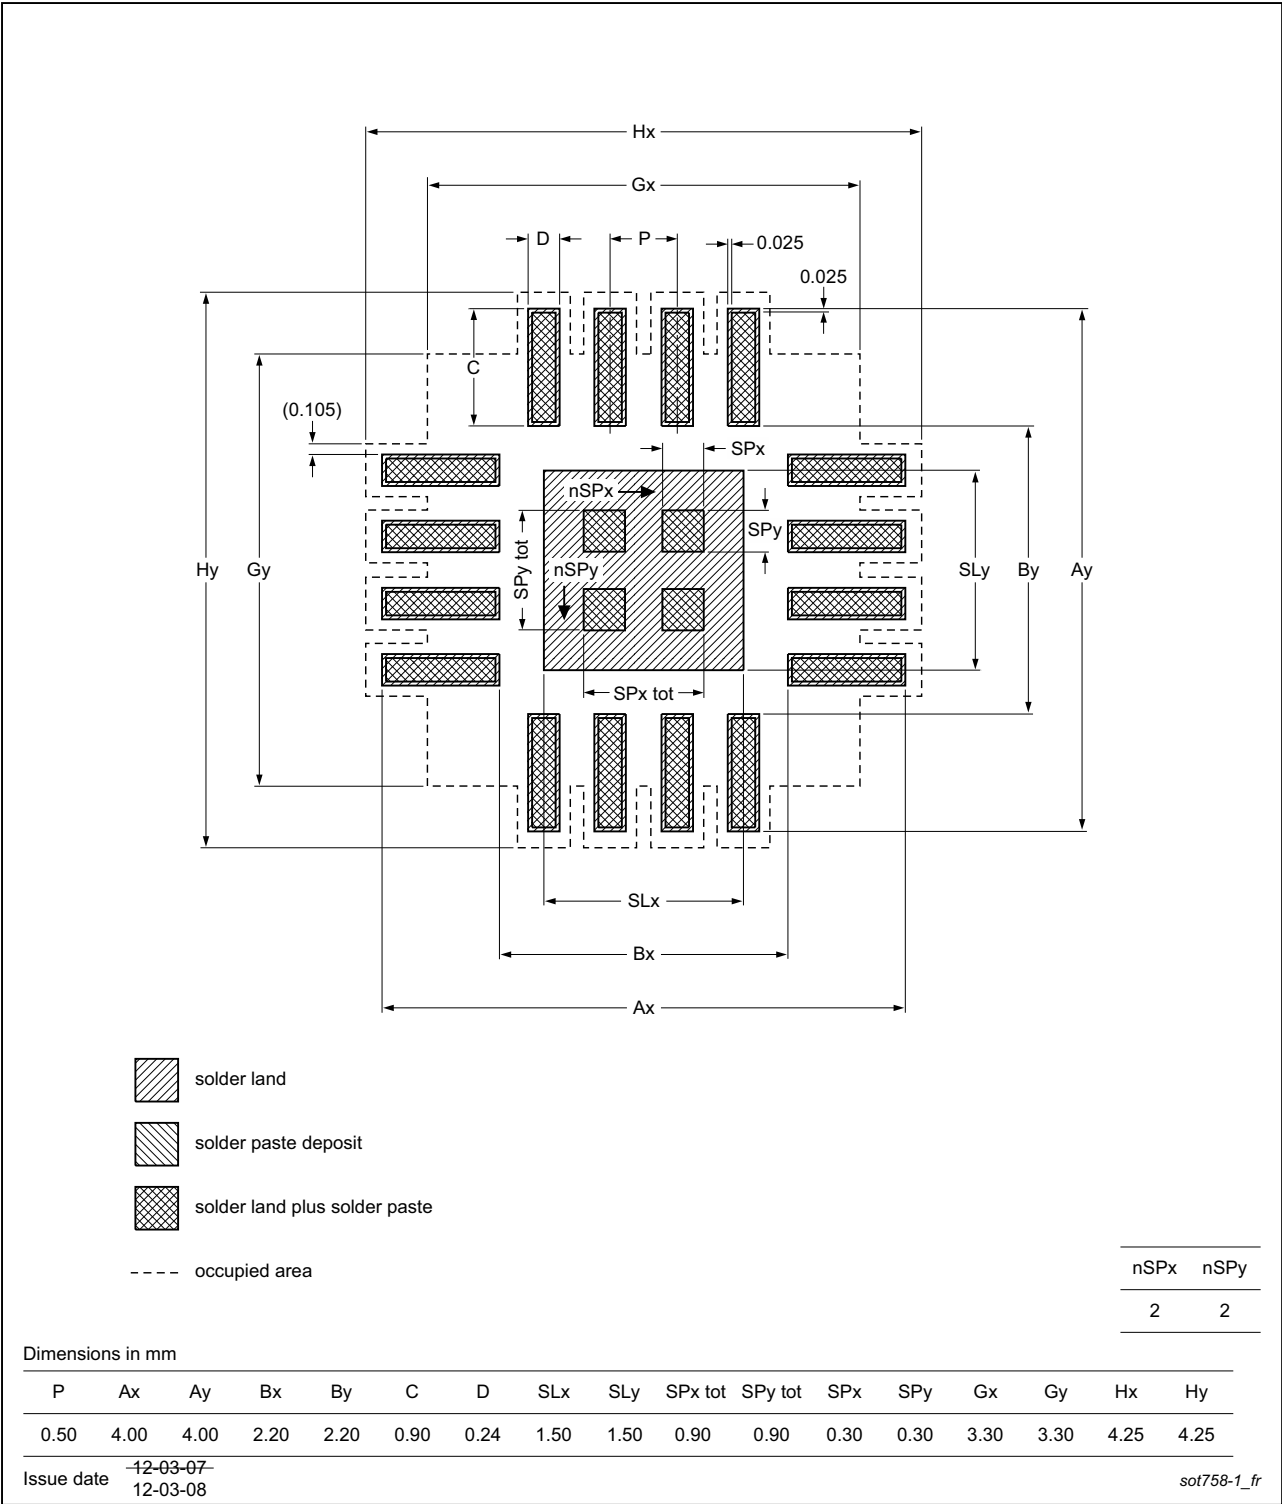 Hx
Gx
D
P
0.025
0.025
C
(0.105)
SPx
nSPx
SPy
SPy tot
nSPy
Hy
Gy
SLy
By
Ay
SPx tot
SLx
Bx
Ax
solder land
solder paste deposit
solder land plus solder paste
occupied area
nSPx nSPy
2 2
Dimensions in mm
P Ax Ay Bx By C D SLx SLy SPx tot SPy tot SPx SPy Gx Gy Hx Hy
0.50 4.00 4.00 2.20 2.20 0.90 0.24 1.50 1.50 0.90 0.90 0.30 0.30 3.30 3.30 4.25 4.25
Issue date 12-03-07
12-03-08
sot758-1_fr